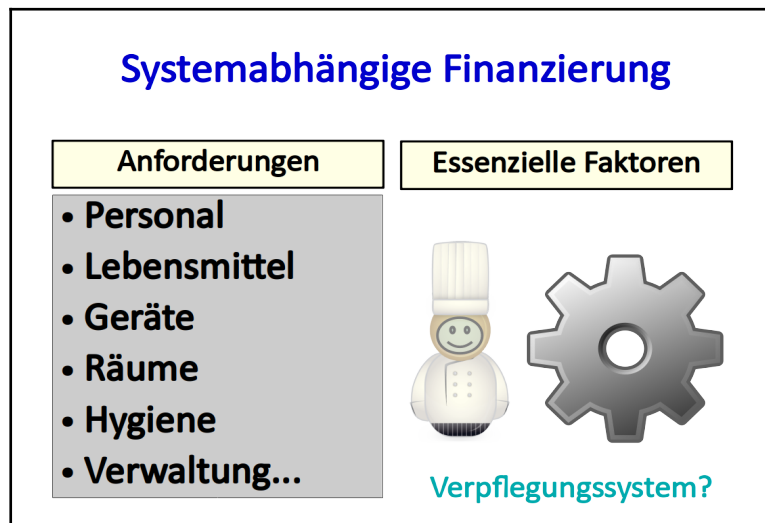 Systemabhängige Finanzierung
Anforderungen
• Personal
• Lebensmittel
• Geräte
• Räume
• Hygiene
• Verwaltung...
Essenzielle Faktoren
Verpflegungssystem?